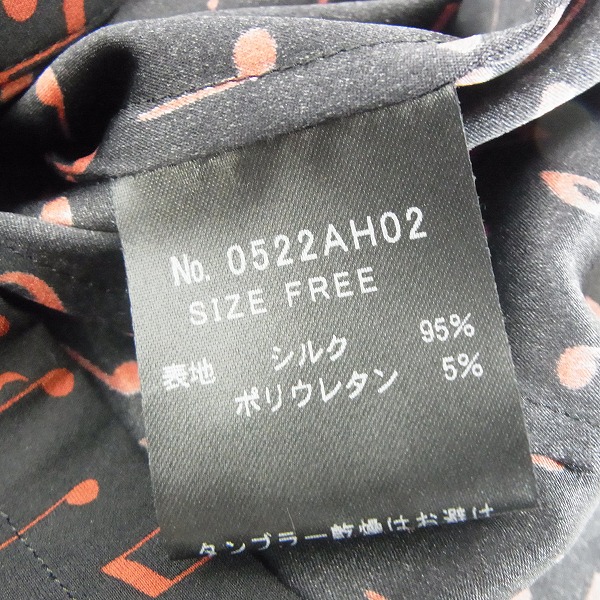 No. 0522AH02
SIZE FREE
表地 シルク 95%
ポリウレタン 5%
タンブラー乾燥はお避け